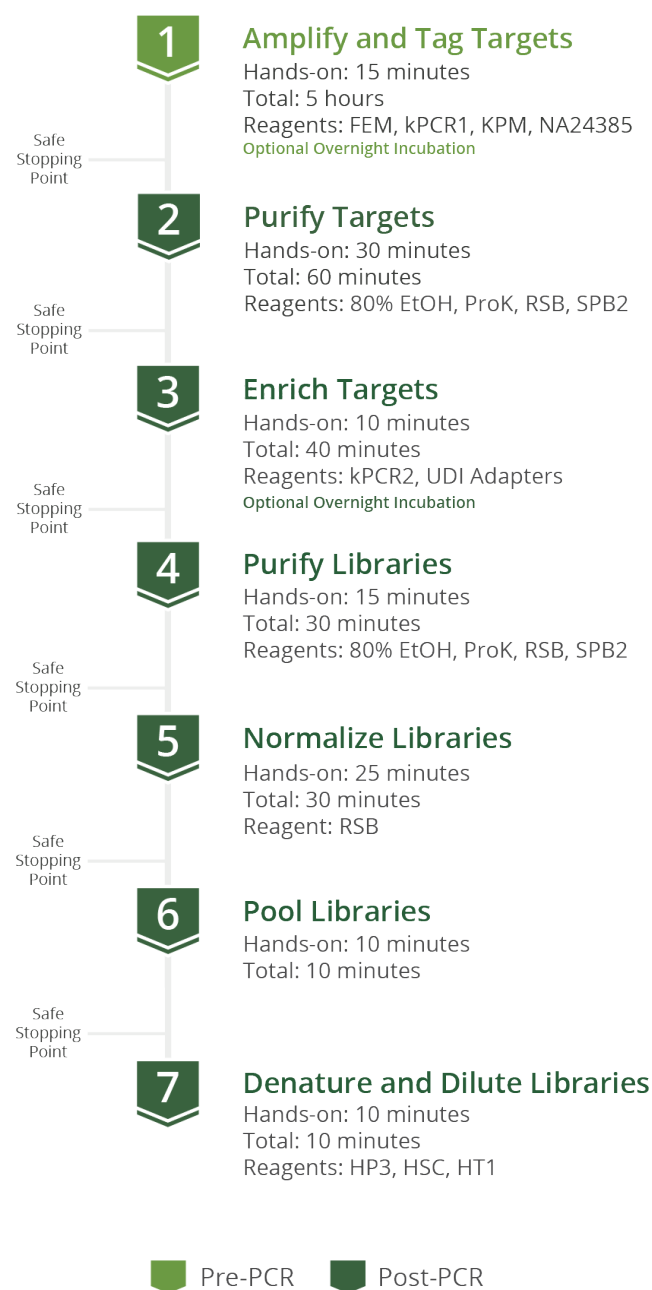 1
Amplify and Tag Targets
Hands-on: 15 minutes
Total: 5 hours
Reagents: FEM, kPCR1, KPM, NA24385
Optional Overnight Incubation
Safe
Stopping
Point
2
Purify Targets
Hands-on: 30 minutes
Total: 60 minutes
Reagents: 80% EtOH, ProK, RSB, SPB2
Safe
Stopping
Point
3
Enrich Targets
Hands-on: 10 minutes
Total: 40 minutes
Reagents: kPCR2, UDI Adapters
Optional Overnight Incubation
Safe
Stopping
Point
4
Purify Libraries
Hands-on: 15 minutes
Total: 30 minutes
Reagents: 80% EtOH, ProK, RSB, SPB2
Safe
Stopping
Point
5
Normalize Libraries
Hands-on: 25 minutes
Total: 30 minutes
Reagent: RSB
Safe
Stopping
Point
6
Pool Libraries
Hands-on: 10 minutes
Total: 10 minutes
Safe
Stopping
Point
7
Denature and Dilute Libraries
Hands-on: 10 minutes
Total: 10 minutes
Reagents: HP3, HSC, HT1
Pre-PCR
Post-PCR